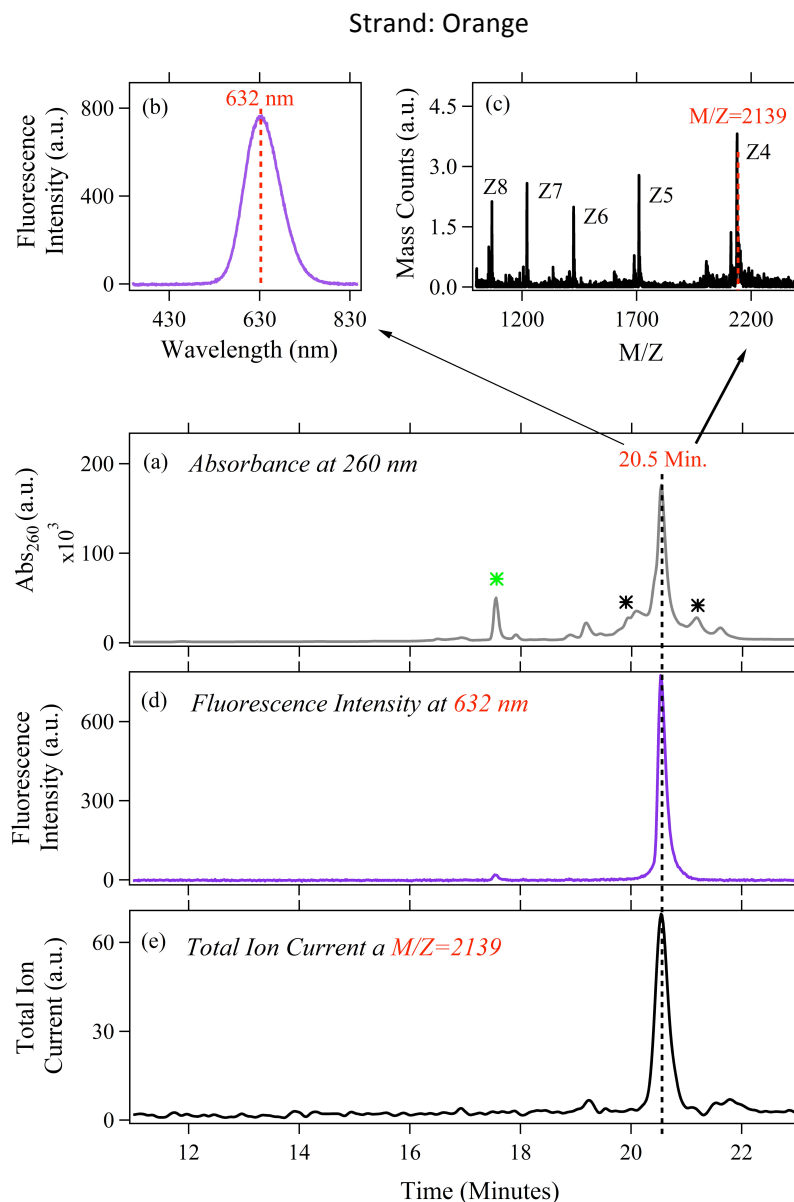 Strand: Orange
Fluorescence
Intensity (a.u.)
800
400
0
(b)
632 nm
430
630
830
Wavelength (nm)
Mass Counts (a.u.)
4.5
3.0
1.5
0.0
(c)
M/Z=2139
Z8
Z7
Z6
Z5
Z4
1200
1700
2200
M/Z
Abs260 (a.u.)
x10³
200
100
0
(a) Absorbance at 260 nm
20.5 Min.
*
*
*
Fluorescence
Intensity (a.u.)
600
300
0
(d) Fluorescence Intensity at 632 nm
Total Ion
Current (a.u.)
60
30
0
(e) Total Ion Current a M/Z=2139
12
14
16
18
20
22
Time (Minutes)